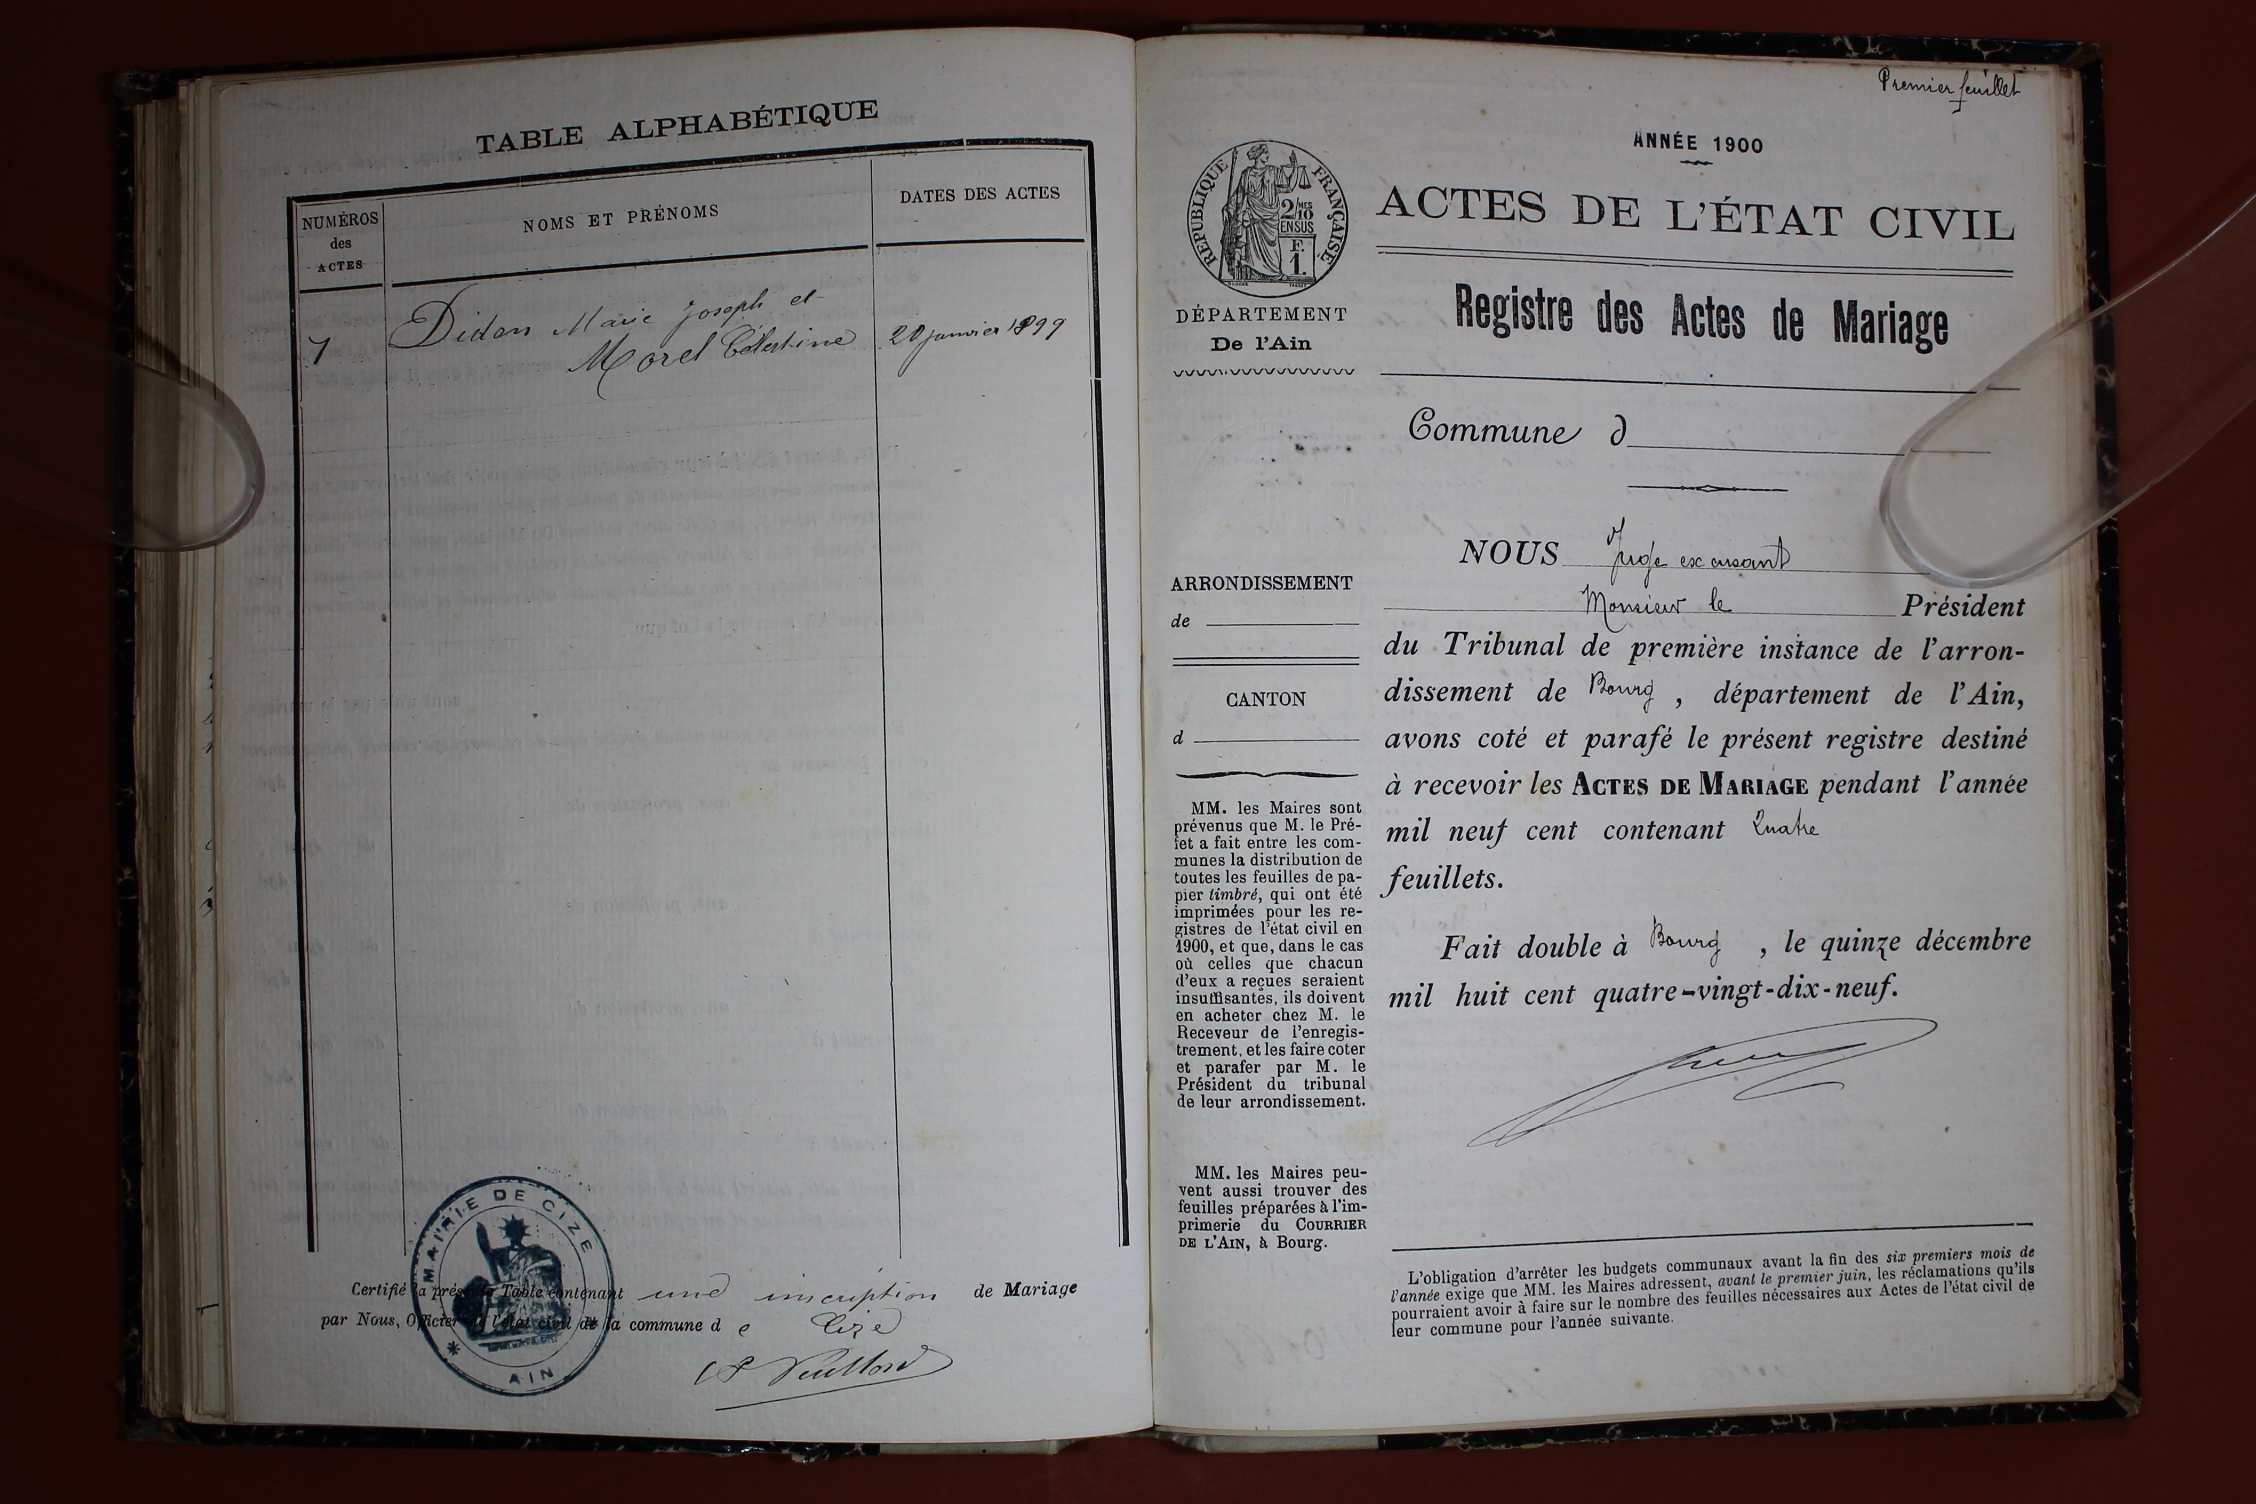 TABLE ALPHABÉTIQUE
NUMÉROS
des
ACTES
NOMS ET PRÉNOMS
DATES DES ACTES
1
Didon Marie Joseph et
Morel Célestine
20 janvier 1899
MAIRIE DE CIZE
AIN
Certifié la présente Table contenant une inscription de Mariage
par Nous, Officier de l'état civil de la commune d e Cize
Premier feuillet
ANNÉE 1900
RÉPUBLIQUE FRANÇAISE
2/10MES
EN SUS
F.
1.
ACTES DE L'ÉTAT CIVIL
Registre des Actes de Mariage
DÉPARTEMENT
De l'Ain
Commune d
ARRONDISSEMENT
de
CANTON
d
MM. les Maires sont
prévenus que M. le Pré-
fet a fait entre les com-
munes la distribution de
toutes les feuilles de pa-
pier timbré, qui ont été
imprimées pour les re-
gistres de l'état civil en
1900, et que, dans le cas
où celles que chacun
d'eux a reçues seraient
insuffisantes, ils doivent
en acheter chez M. le
Receveur de l'enregis-
trement, et les faire coter
et parafer par M. le
Président du tribunal
de leur arrondissement.
MM. les Maires peu-
vent aussi trouver des
feuilles préparées à l'im-
primerie du COURRIER
DE L'AIN, à Bourg.
NOUS Juge excusant
Monsieur le Président
du Tribunal de première instance de l'arron-
dissement de Bourg , département de l'Ain,
avons coté et parafé le présent registre destiné
à recevoir les ACTES DE MARIAGE pendant l'année
mil neuf cent contenant Quatre
feuillets.
Fait double à Bourg , le quinze décembre
mil huit cent quatre-vingt-dix-neuf.
L'obligation d'arrêter les budgets communaux avant la fin des six premiers mois de
l'année exige que MM. les Maires adressent, avant le premier juin, les réclamations qu'ils
pourraient avoir à faire sur le nombre des feuilles nécessaires aux Actes de l'état civil de
leur commune pour l'année suivante.